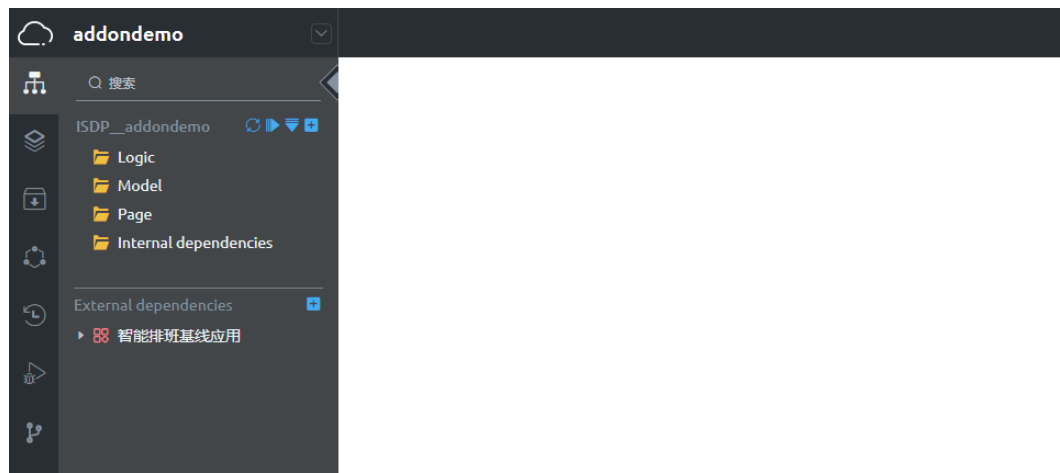 addondemo
搜索
ISDP__addondemo
Logic
Model
Page
Internal dependencies
External dependencies
智能排班基线应用